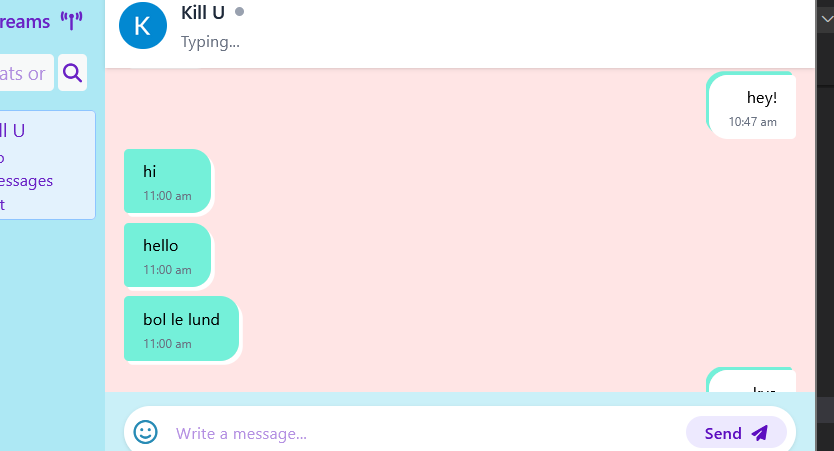 reams
Kill U
Typing...
ats or
ll U
essages
hey!
10:47 am
hi
11:00 am
hello
11:00 am
bol le lund
11:00 am
Write a message...
Send